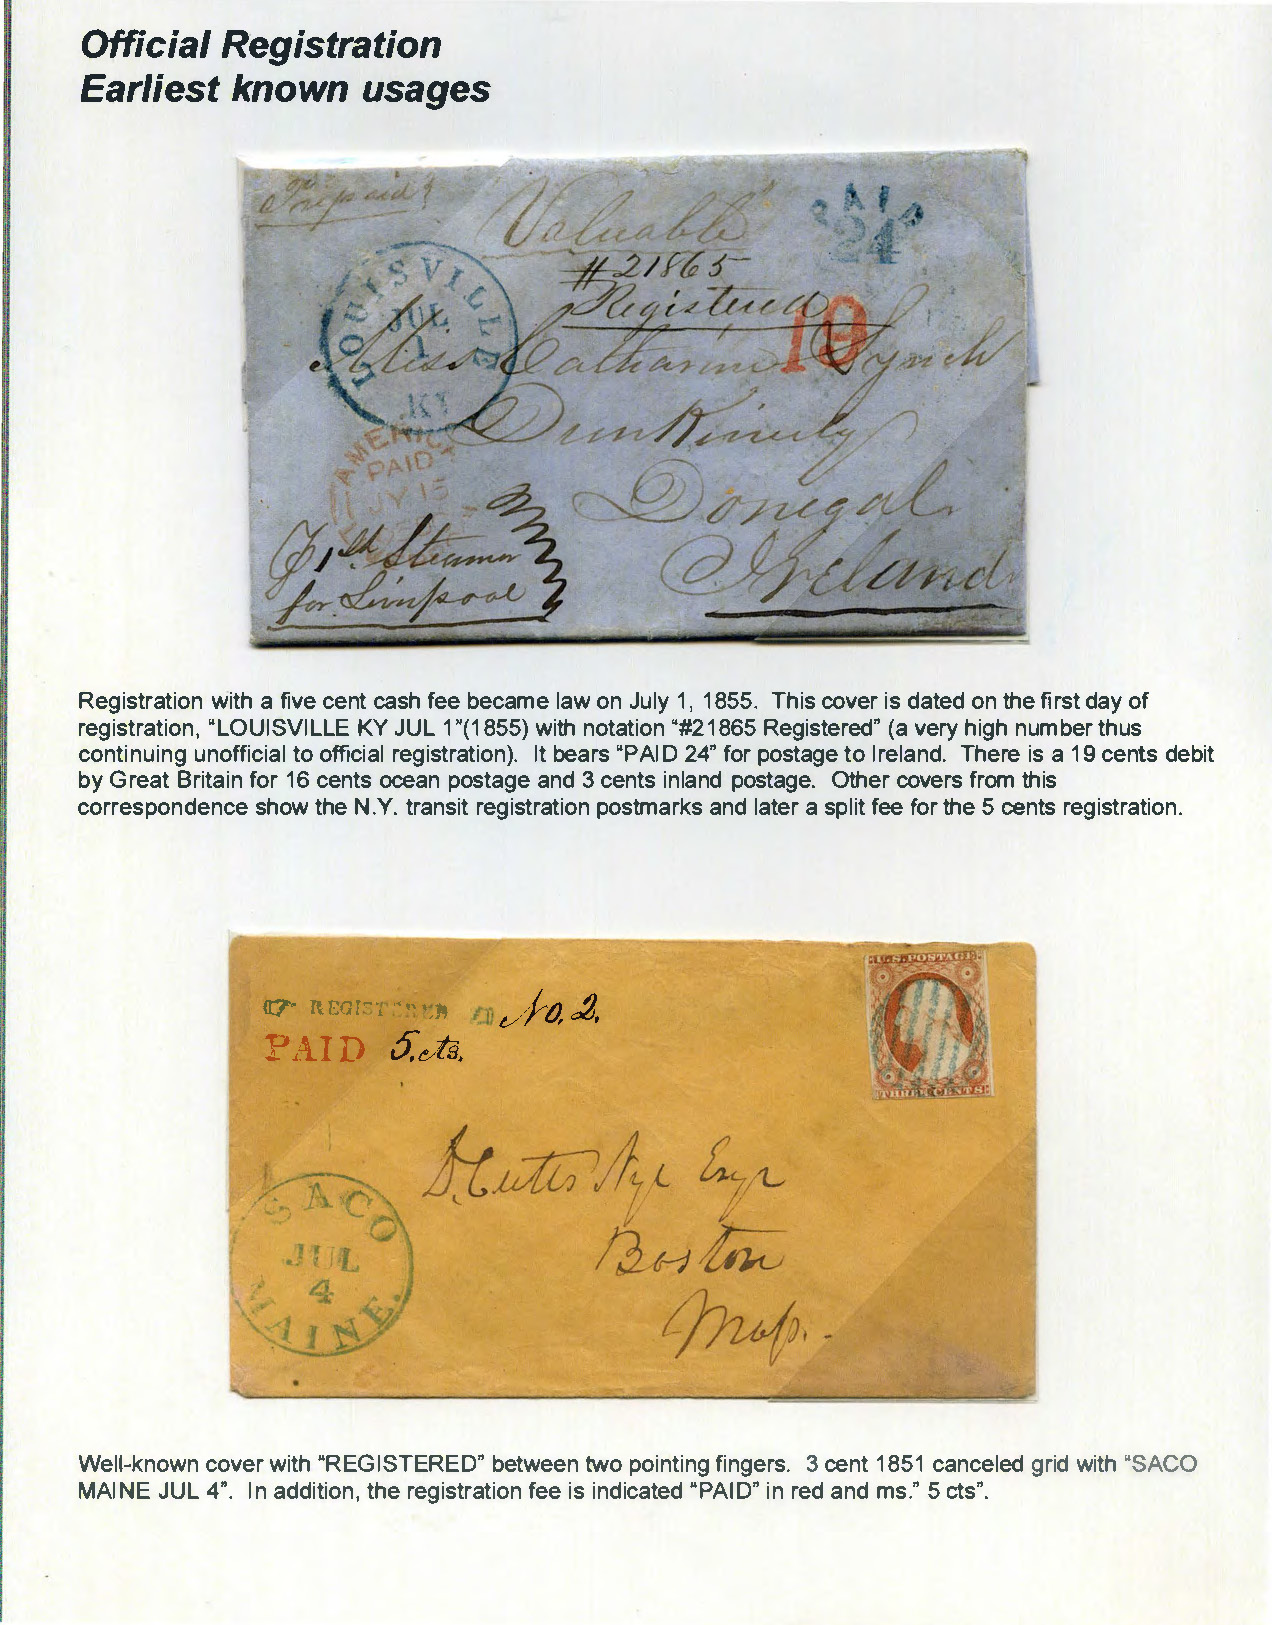 Official Registration
Earliest known usages
Prepaid
Valuable
PAID
24
# 21865
Registered
19
LOUISVILLE
JUL
1
KY
Miss Catharine Lynch
Dunkinely
Donegal
Ireland
AMERICA
PAID
JY 15
1st Steamer
for Liverpool
Registration with a five cent cash fee became law on July 1, 1855. This cover is dated on the first day of
registration, "LOUISVILLE KY JUL 1"(1855) with notation "#21865 Registered" (a very high number thus
continuing unofficial to official registration). It bears "PAID 24" for postage to Ireland. There is a 19 cents debit
by Great Britain for 16 cents ocean postage and 3 cents inland postage. Other covers from this
correspondence show the N.Y. transit registration postmarks and later a split fee for the 5 cents registration.
REGISTERED No. 2.
PAID 5.cts.
U.S. POSTAGE
THREE CENTS
D. Cutts Nye Esqr
Boston
Mass.
SACO
JUL
4
MAINE.
Well-known cover with "REGISTERED" between two pointing fingers. 3 cent 1851 canceled grid with "SACO
MAINE JUL 4". In addition, the registration fee is indicated "PAID" in red and ms." 5 cts".